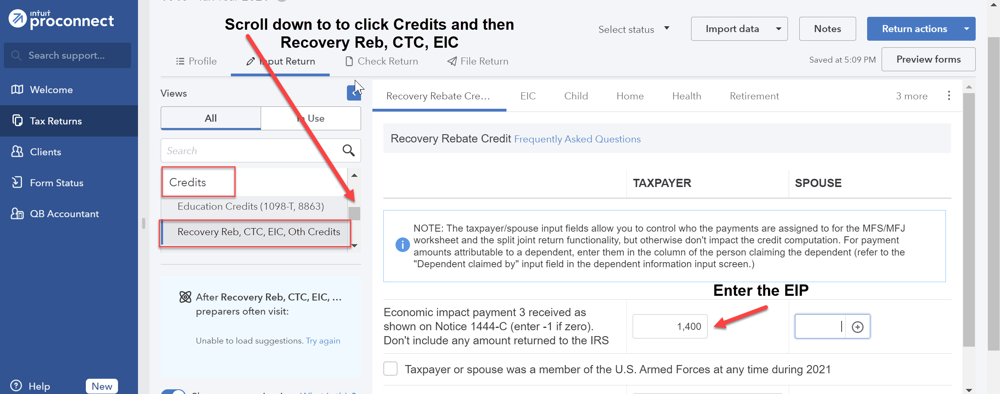 intuit
proconnect
Search support...
Welcome
Tax Returns
Clients
Form Status
QB Accountant
Help
New
Scroll down to to click Credits and then
Recovery Reb, CTC, EIC
Select status
Import data
Notes
Return actions
Profile
Input Return
Check Return
File Return
Saved at 5:09 PM
Preview forms
Views
All
In Use
Search
Credits
Education Credits (1098-T, 8863)
Recovery Reb, CTC, EIC, Oth Credits
After Recovery Reb, CTC, EIC, ...
preparers often visit:
Unable to load suggestions. Try again
Recovery Rebate Cre...
EIC
Child
Home
Health
Retirement
3 more
Recovery Rebate Credit Frequently Asked Questions
TAXPAYER
SPOUSE
NOTE: The taxpayer/spouse input fields allow you to control who the payments are assigned to for the MFS/MFJ
worksheet and the split joint return functionality, but otherwise don't impact the credit computation. For payment
amounts attributable to a dependent, enter them in the column of the person claiming the dependent (refer to the
"Dependent claimed by" input field in the dependent information input screen.)
Enter the EIP
Economic impact payment 3 received as
shown on Notice 1444-C (enter -1 if zero).
Don't include any amount returned to the IRS
1,400
Taxpayer or spouse was a member of the U.S. Armed Forces at any time during 2021